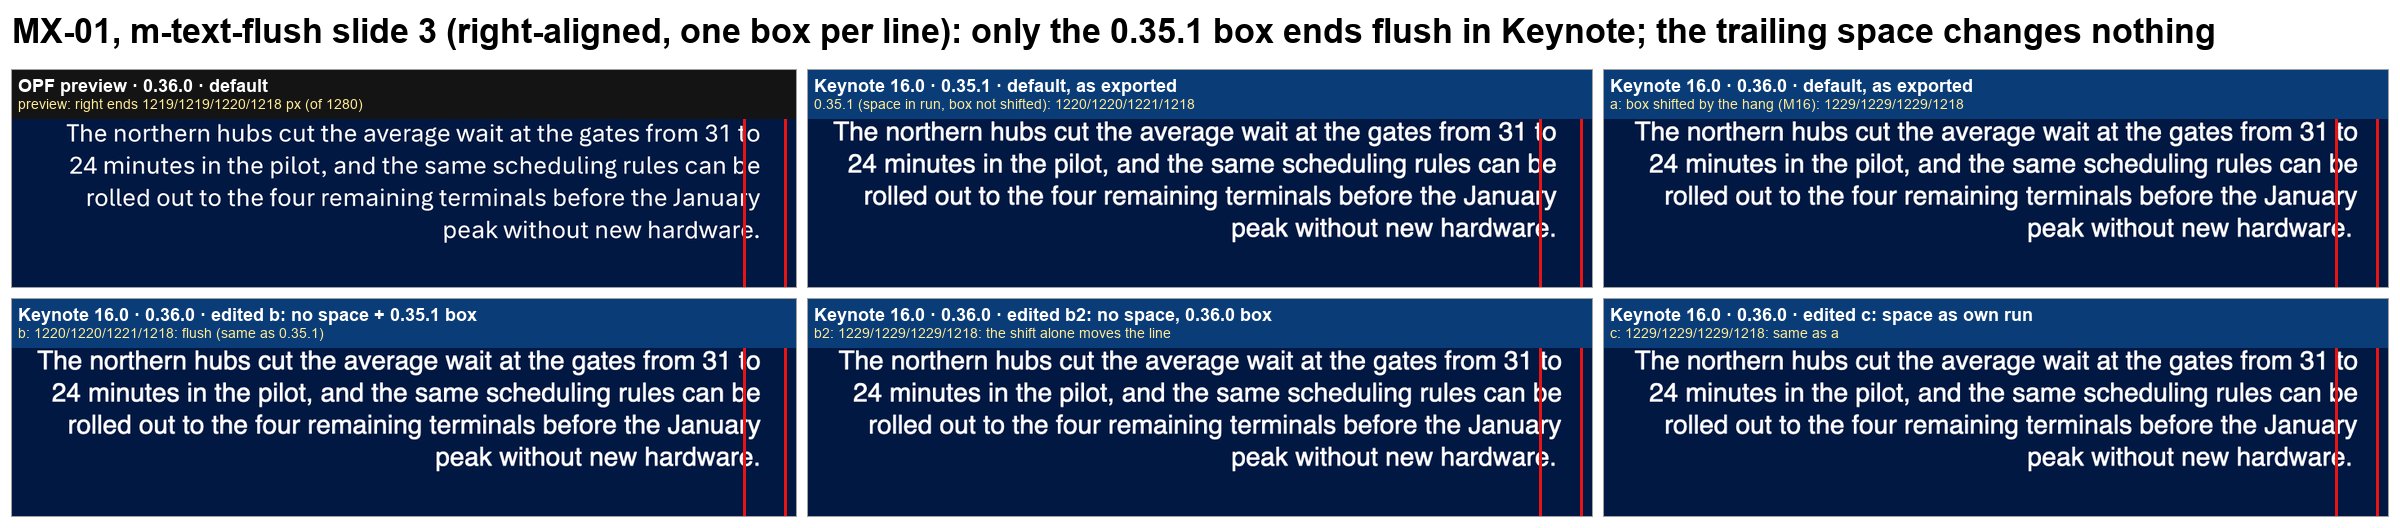 MX-01, m-text-flush slide 3 (right-aligned, one box per line): only the 0.35.1 box ends flush in Keynote; the trailing space changes nothing
OPF preview · 0.36.0 · default
preview: right ends 1219/1219/1220/1218 px (of 1280)
The northern hubs cut the average wait at the gates from 31 to
24 minutes in the pilot, and the same scheduling rules can be
rolled out to the four remaining terminals before the January
peak without new hardware.
Keynote 16.0 · 0.35.1 · default, as exported
0.35.1 (space in run, box not shifted): 1220/1220/1221/1218
The northern hubs cut the average wait at the gates from 31 to
24 minutes in the pilot, and the same scheduling rules can be
rolled out to the four remaining terminals before the January
peak without new hardware.
Keynote 16.0 · 0.36.0 · default, as exported
a: box shifted by the hang (M16): 1229/1229/1229/1218
The northern hubs cut the average wait at the gates from 31 to
24 minutes in the pilot, and the same scheduling rules can be
rolled out to the four remaining terminals before the January
peak without new hardware.
Keynote 16.0 · 0.36.0 · edited b: no space + 0.35.1 box
b: 1220/1220/1221/1218: flush (same as 0.35.1)
The northern hubs cut the average wait at the gates from 31 to
24 minutes in the pilot, and the same scheduling rules can be
rolled out to the four remaining terminals before the January
peak without new hardware.
Keynote 16.0 · 0.36.0 · edited b2: no space, 0.36.0 box
b2: 1229/1229/1229/1218: the shift alone moves the line
The northern hubs cut the average wait at the gates from 31 to
24 minutes in the pilot, and the same scheduling rules can be
rolled out to the four remaining terminals before the January
peak without new hardware.
Keynote 16.0 · 0.36.0 · edited c: space as own run
c: 1229/1229/1229/1218: same as a
The northern hubs cut the average wait at the gates from 31 to
24 minutes in the pilot, and the same scheduling rules can be
rolled out to the four remaining terminals before the January
peak without new hardware.